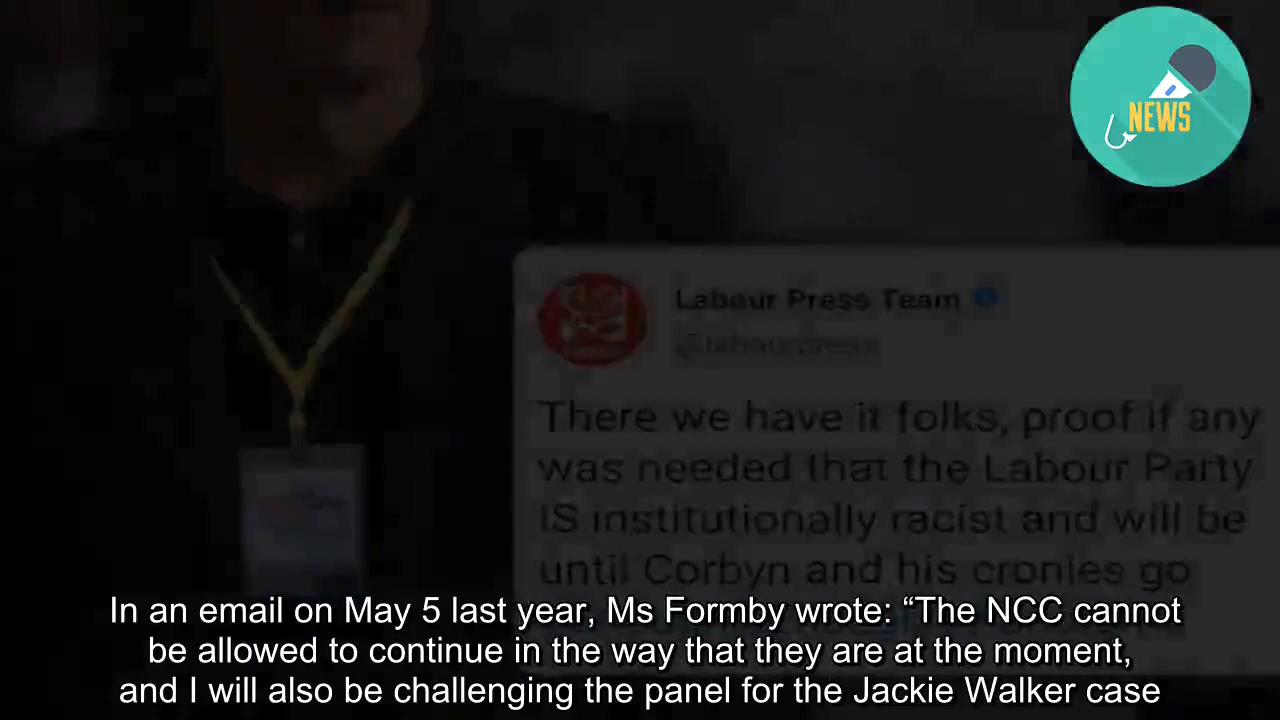 NEWS
Labour Press Team
@labourpress
There we have it folks, proof if any
was needed that the Labour Party
IS institutionally racist and will be
until Corbyn and his cronies go
In an email on May 5 last year, Ms Formby wrote: “The NCC cannot
be allowed to continue in the way that they are at the moment,
and I will also be challenging the panel for the Jackie Walker case